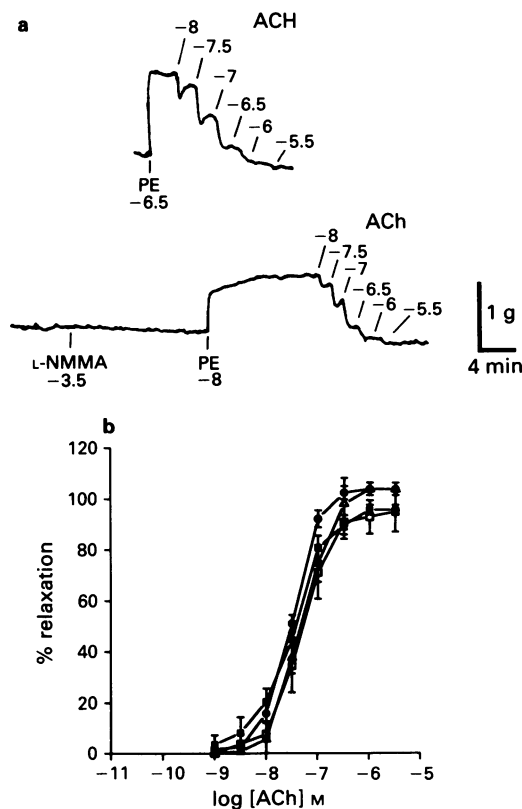 a
ACH
−8
−7.5
−7
−6.5
−6
−5.5
PE
−6.5
ACh
−8
−7.5
−7
−6.5
−6
−5.5
L-NMMA
−3.5
PE
−8
1 g
4 min
b
% relaxation
120
100
80
60
40
20
0
−11 −10 −9 −8 −7 −6 −5
log [ACh] M